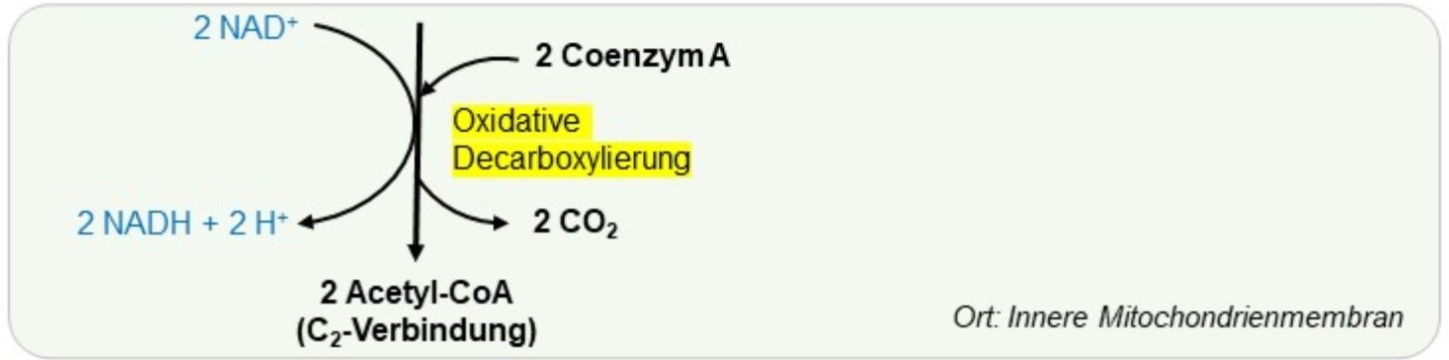 2 NAD⁺
2 Coenzym A
Oxidative
Decarboxylierung
2 NADH + 2 H⁺
2 CO₂
2 Acetyl-CoA
(C₂-Verbindung)
Ort: Innere Mitochondrienmembran